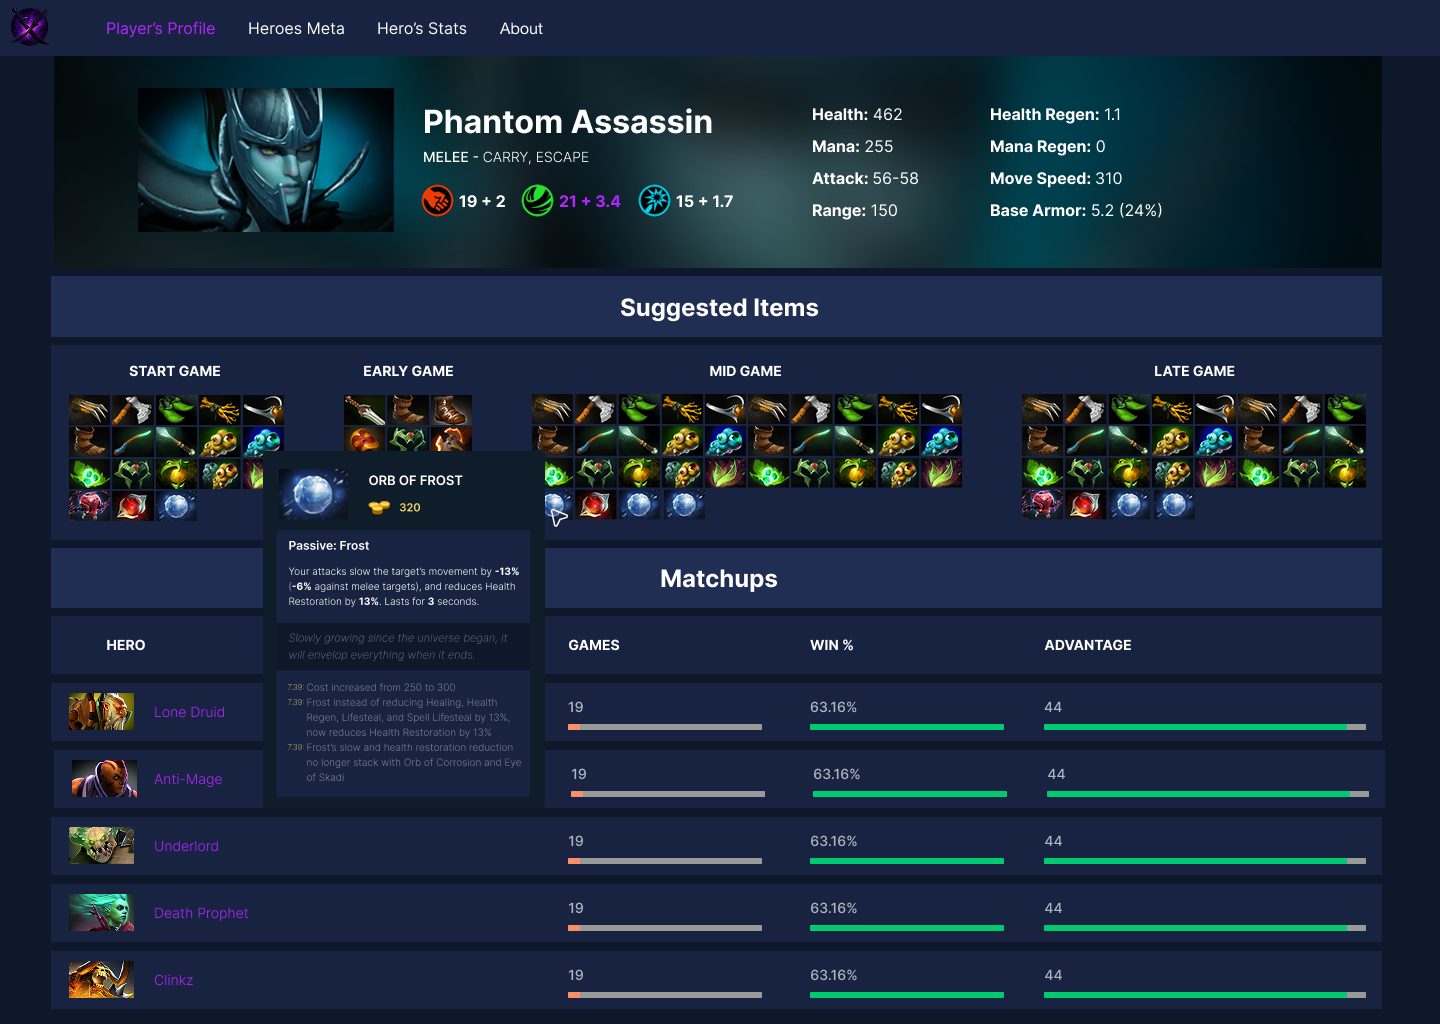 Player's Profile
Heroes Meta
Hero's Stats
About
Phantom Assassin
MELEE - CARRY, ESCAPE
19 + 2
21 + 3.4
15 + 1.7
Health: 462
Mana: 255
Attack: 56-58
Range: 150
Health Regen: 1.1
Mana Regen: 0
Move Speed: 310
Base Armor: 5.2 (24%)
Suggested Items
START GAME
EARLY GAME
MID GAME
LATE GAME
ORB OF FROST
320
Passive: Frost
Your attacks slow the target's movement by -13%
(-6% against melee targets), and reduces Health
Restoration by 13%. Lasts for 3 seconds.
Slowly growing since the universe began, it
will envelop everything when it ends.
7.39: Cost increased from 250 to 300
7.39: Frost instead of reducing Healing, Health
Regen, Lifesteal, and Spell Lifesteal by 13%,
now reduces Health Restoration by 13%
7.39: Frost's slow and health restoration reduction
no longer stack with Orb of Corrosion and Eye
of Skadi
Matchups
HERO
GAMES
WIN %
ADVANTAGE
Lone Druid
19
63.16%
44
Anti-Mage
19
63.16%
44
Underlord
19
63.16%
44
Death Prophet
19
63.16%
44
Clinkz
19
63.16%
44